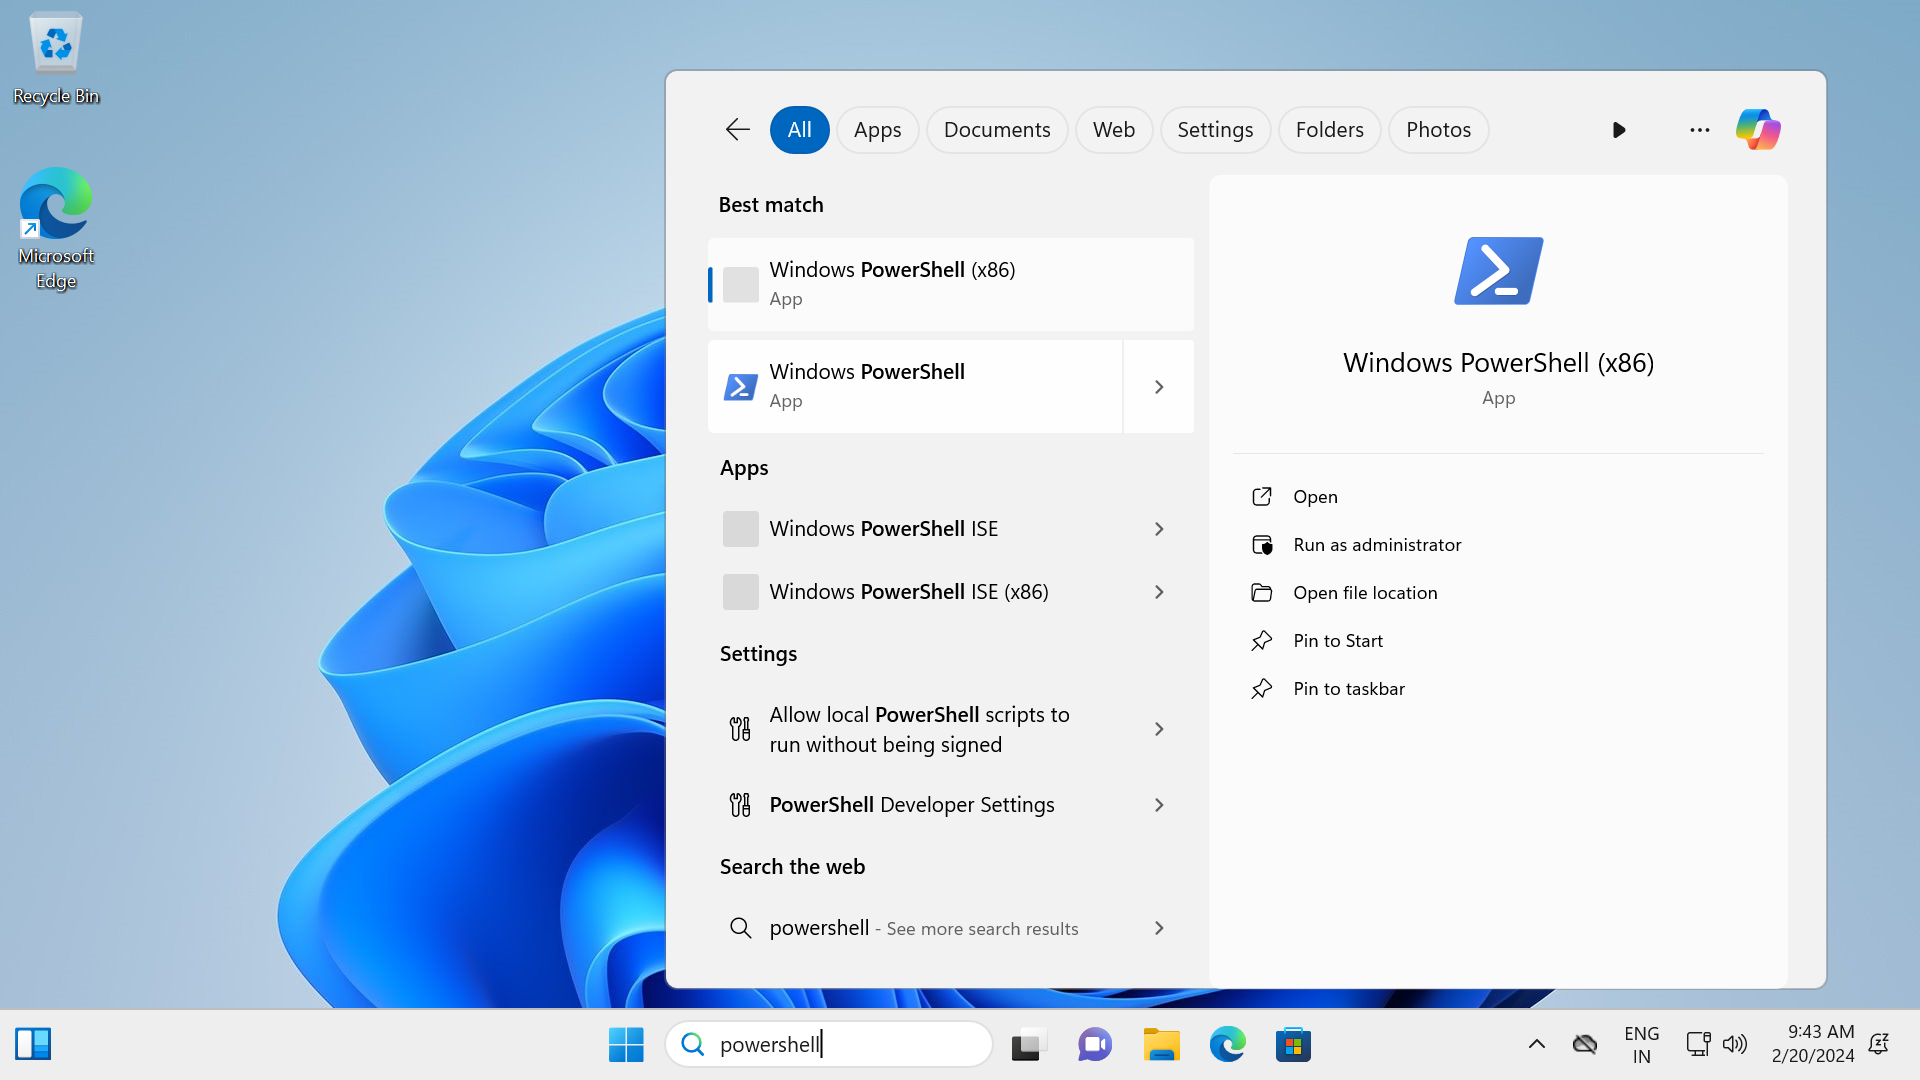 Recycle Bin
Microsoft
Edge
All
Apps
Documents
Web
Settings
Folders
Photos
Best match
Windows PowerShell (x86)
App
Windows PowerShell
App
Apps
Windows PowerShell ISE
Windows PowerShell ISE (x86)
Settings
Allow local PowerShell scripts to
run without being signed
PowerShell Developer Settings
Search the web
powershell - See more search results
Windows PowerShell (x86)
App
Open
Run as administrator
Open file location
Pin to Start
Pin to taskbar
powershell
ENG
IN
9:43 AM
2/20/2024